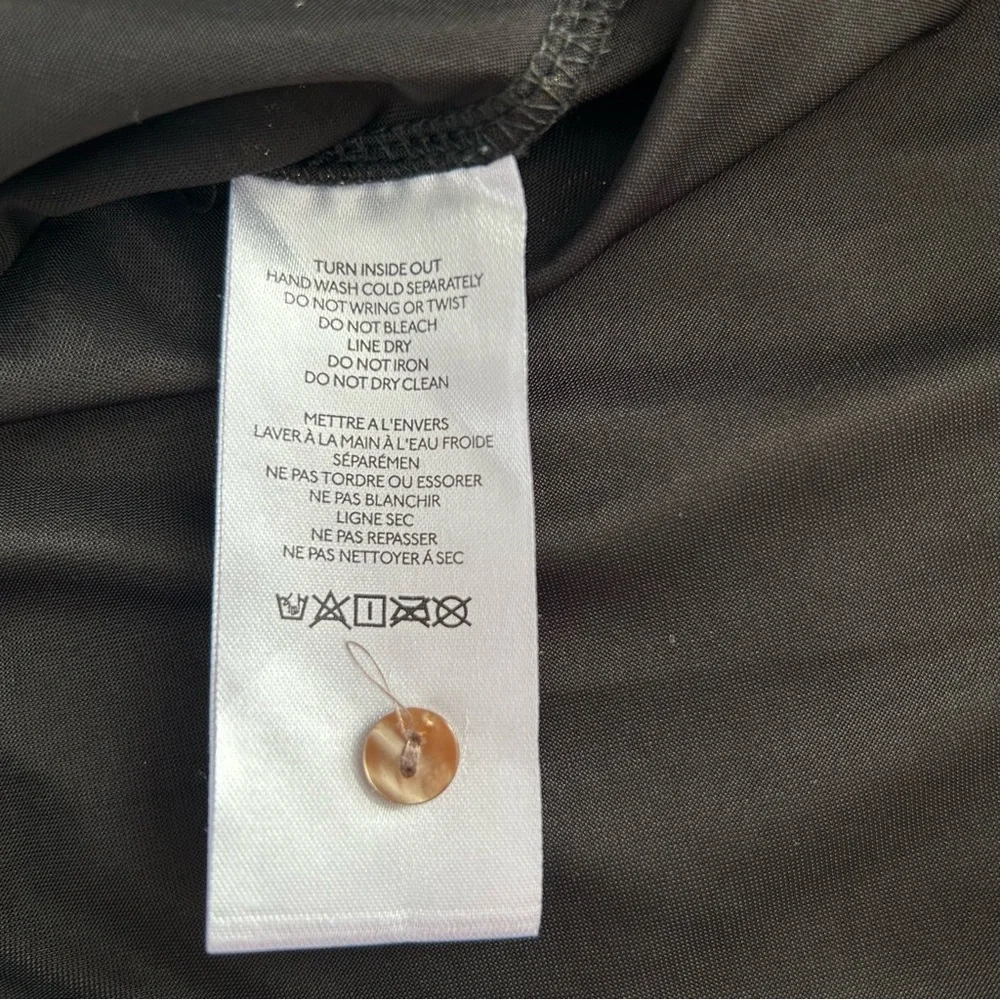 TURN INSIDE OUT
HAND WASH COLD SEPARATELY
DO NOT WRING OR TWIST
DO NOT BLEACH
LINE DRY
DO NOT IRON
DO NOT DRY CLEAN
METTRE A L'ENVERS
LAVER À LA MAIN À L'EAU FROIDE
SÉPARÉMEN
NE PAS TORDRE OU ESSORER
NE PAS BLANCHIR
LIGNE SEC
NE PAS REPASSER
NE PAS NETTOYER Á SEC